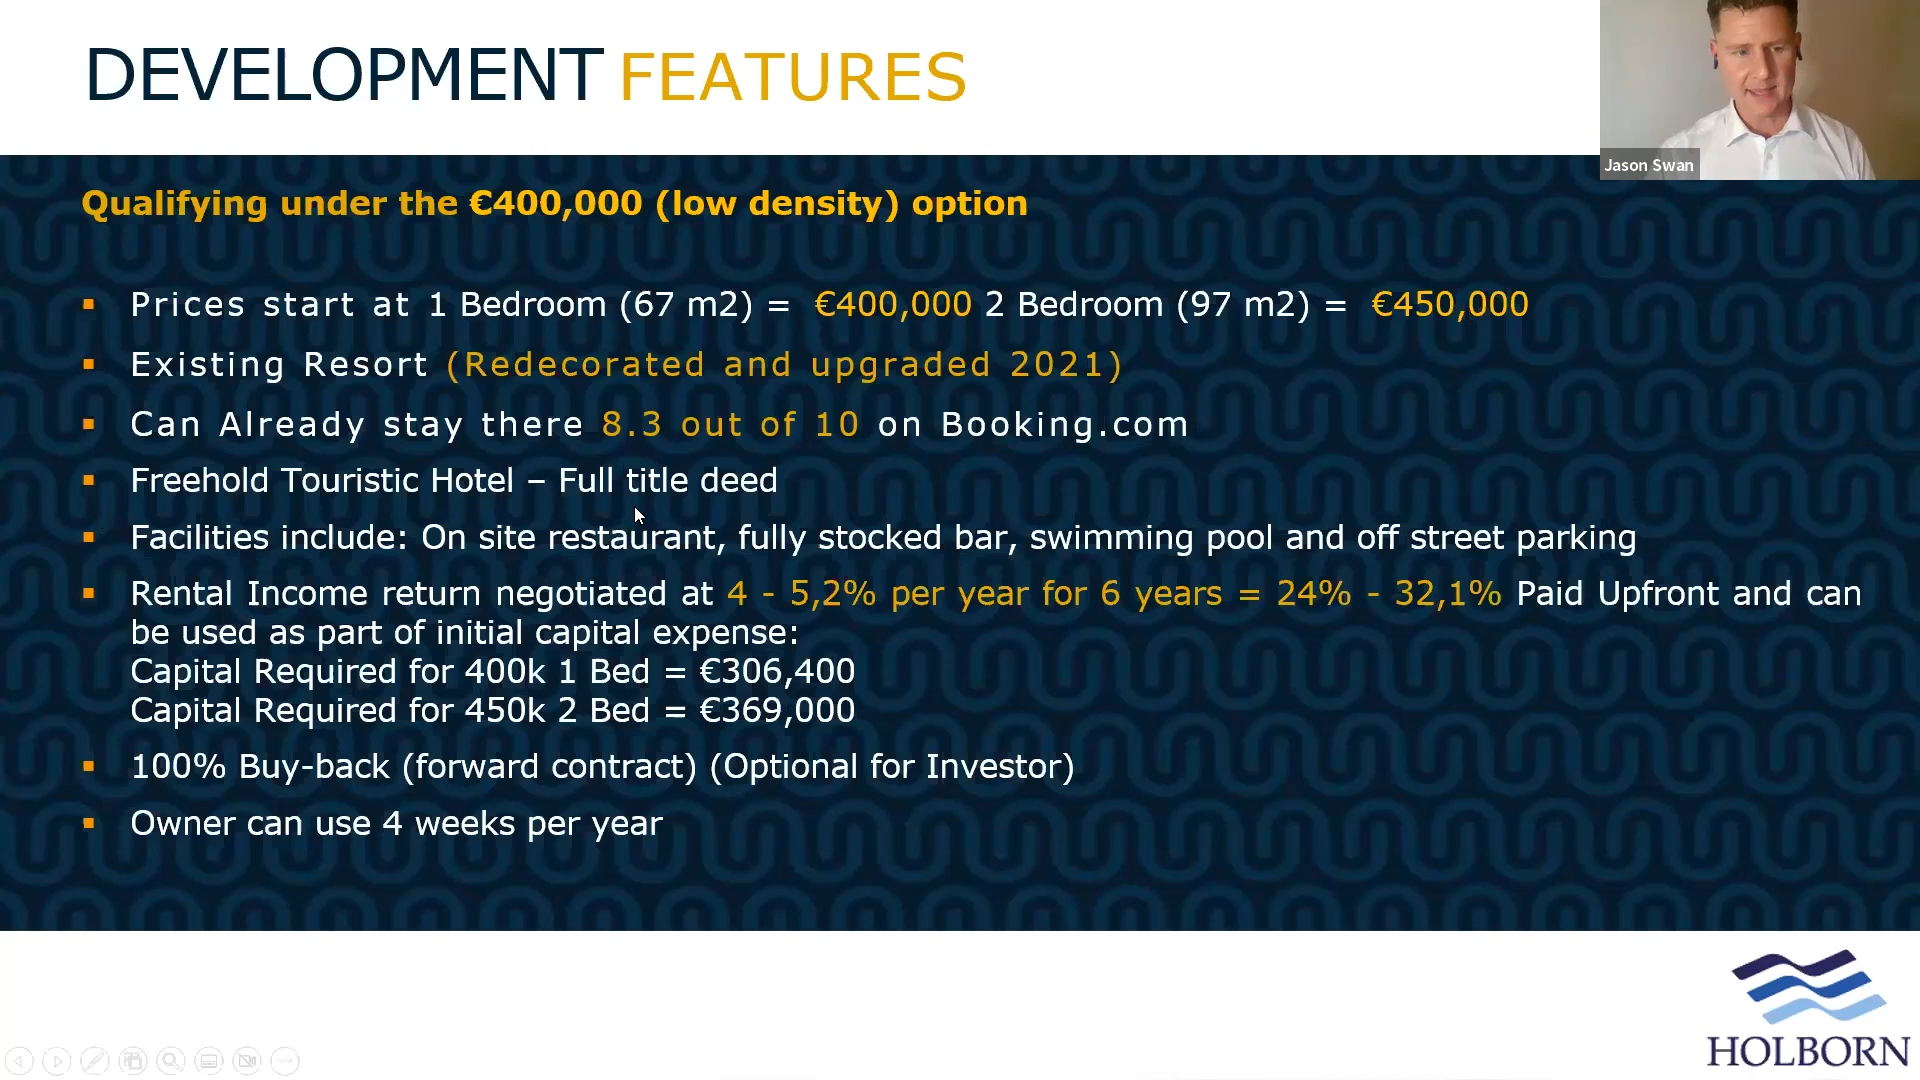 DEVELOPMENT FEATURES
Jason Swan
Qualifying under the €400,000 (low density) option
▪ Prices start at 1 Bedroom (67 m2) = €400,000 2 Bedroom (97 m2) = €450,000
▪ Existing Resort (Redecorated and upgraded 2021)
▪ Can Already stay there 8.3 out of 10 on Booking.com
▪ Freehold Touristic Hotel – Full title deed
▪ Facilities include: On site restaurant, fully stocked bar, swimming pool and off street parking
▪ Rental Income return negotiated at 4 - 5,2% per year for 6 years = 24% - 32,1% Paid Upfront and can
be used as part of initial capital expense:
Capital Required for 400k 1 Bed = €306,400
Capital Required for 450k 2 Bed = €369,000
▪ 100% Buy-back (forward contract) (Optional for Investor)
▪ Owner can use 4 weeks per year
HOLBORN